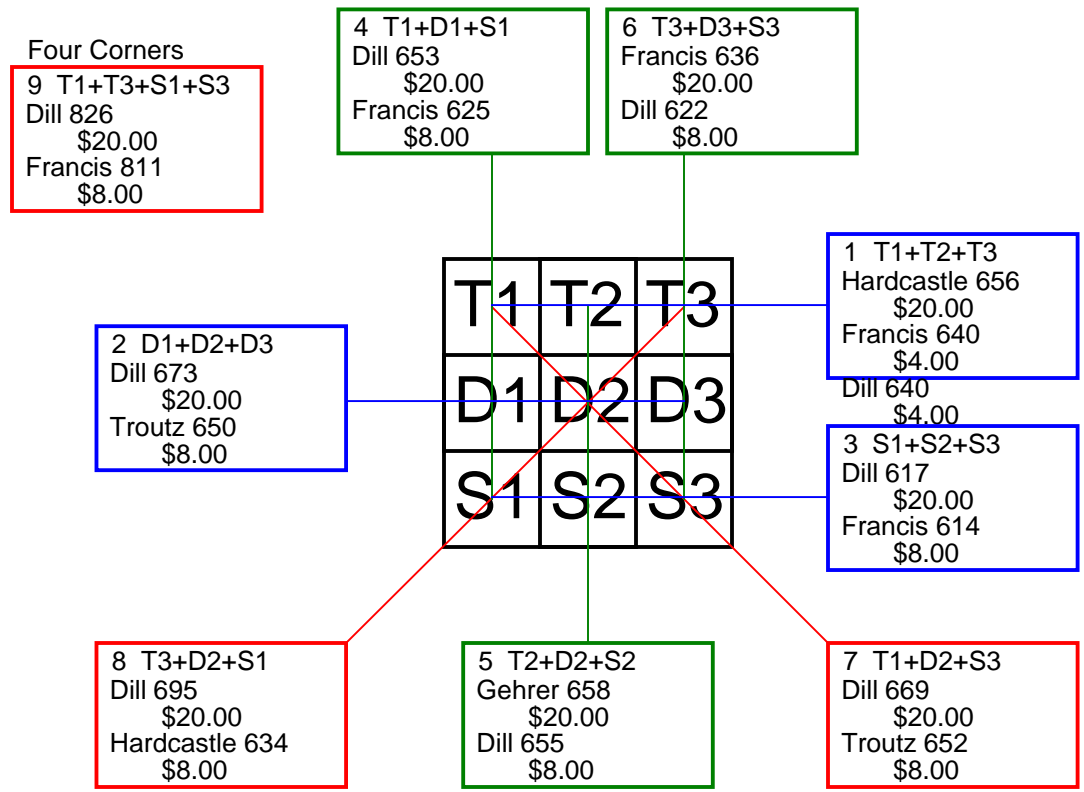 4 T1+D1+S1
Dill 653
$20.00
Francis 625
$8.00
6 T3+D3+S3
Francis 636
$20.00
Dill 622
$8.00
Four Corners
9 T1+T3+S1+S3
Dill 826
$20.00
Francis 811
$8.00
1 T1+T2+T3
Hardcastle 656
$20.00
Francis 640
$4.00
Dill 640
$4.00
T1 T2 T3
D1 D2 D3
S1 S2 S3
2 D1+D2+D3
Dill 673
$20.00
Troutz 650
$8.00
3 S1+S2+S3
Dill 617
$20.00
Francis 614
$8.00
8 T3+D2+S1
Dill 695
$20.00
Hardcastle 634
$8.00
5 T2+D2+S2
Gehrer 658
$20.00
Dill 655
$8.00
7 T1+D2+S3
Dill 669
$20.00
Troutz 652
$8.00